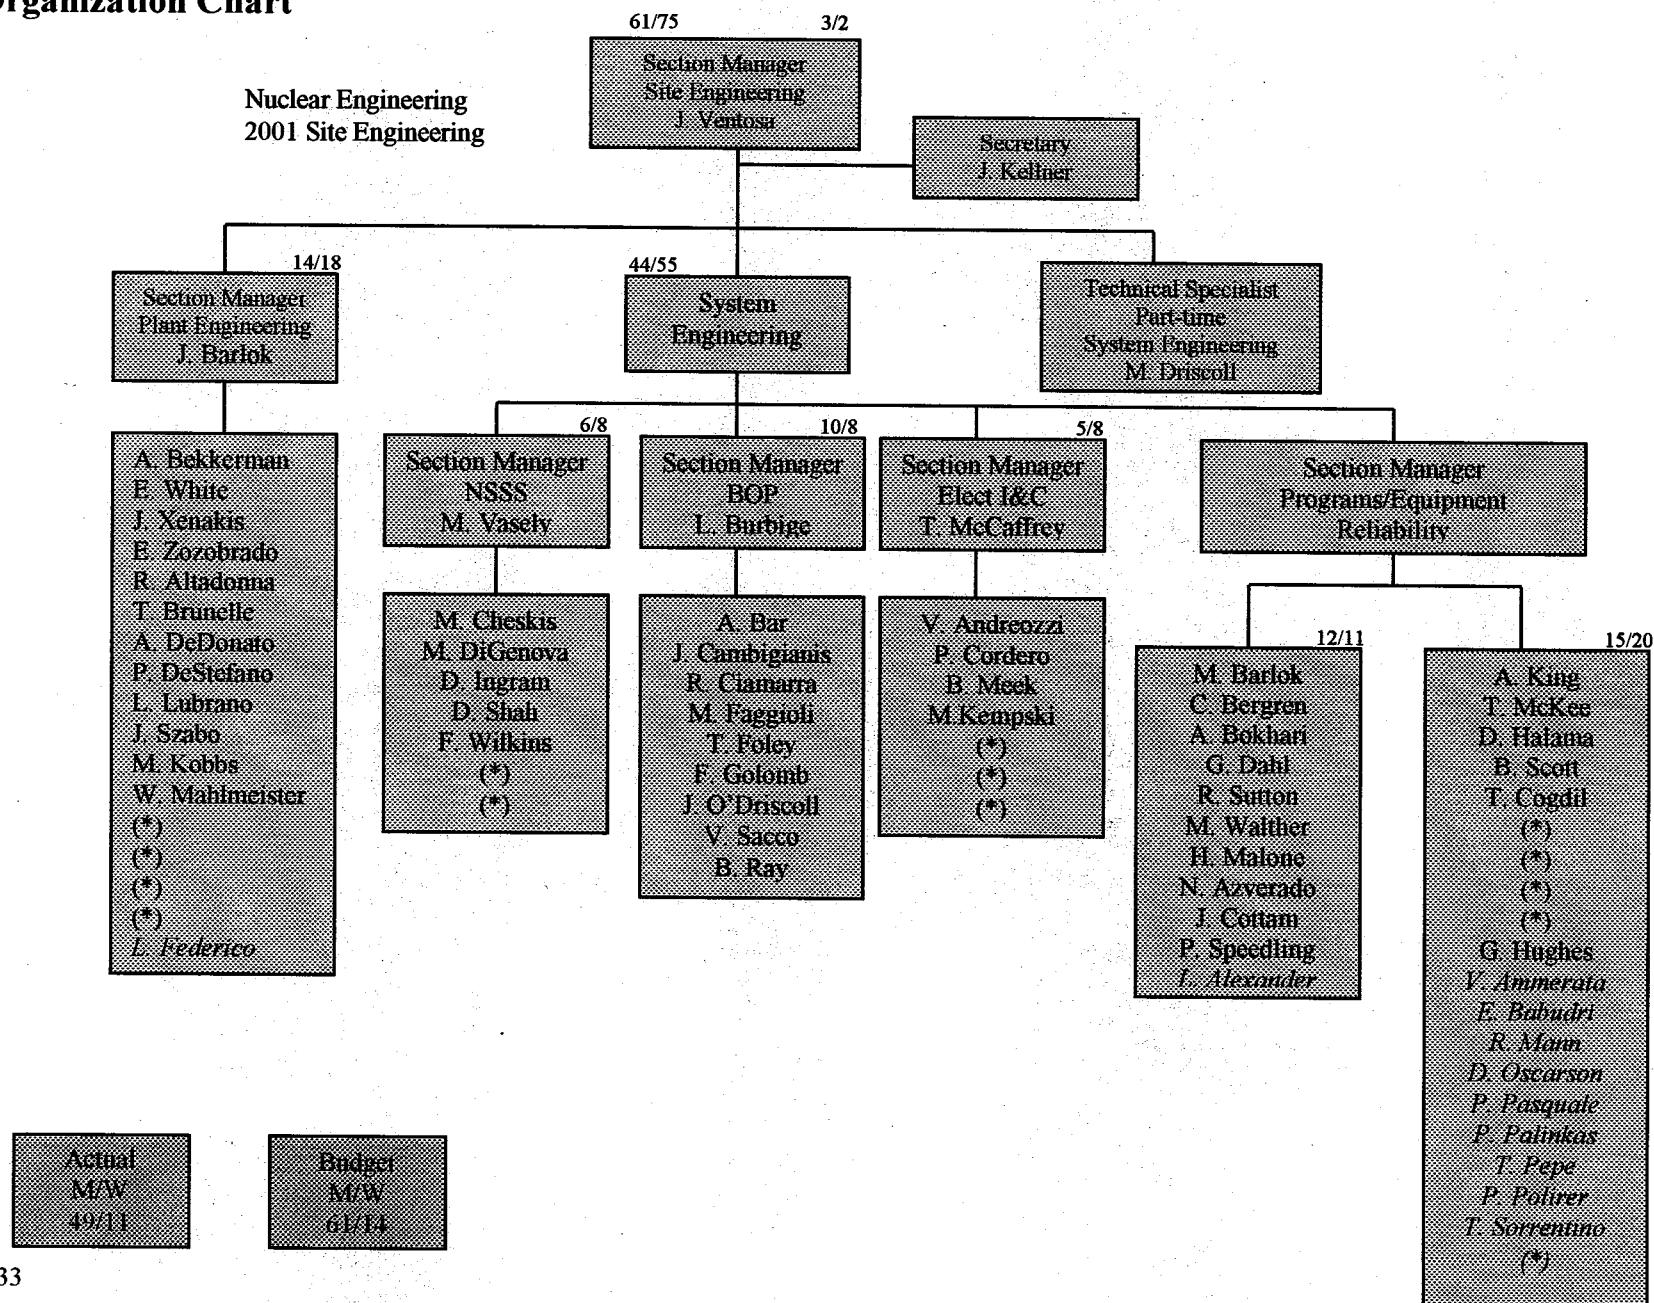 Organization Chart
61/75 3/2
Section Manager
Site Engineering
J. Ventosa
Nuclear Engineering
2001 Site Engineering
Secretary
J. Kellner
14/18
Section Manager
Plant Engineering
J. Barlok
44/55
System
Engineering
Technical Specialist
Part-time
System Engineering
M. Driscoll
A. Bekkerman
E. White
J. Xenakis
E. Zozobrado
R. Altadonna
T. Brunelle
A. DeDonato
P. DeStefano
L. Lubrano
J. Szabo
M. Kobbs
W. Mahlmeister
(*)
(*)
(*)
(*)
L. Federico
6/8
Section Manager
NSSS
M. Vasely
M. Cheskis
M. DiGenova
D. Ingram
D. Shah
F. Wilkins
(*)
(*)
10/8
Section Manager
BOP
L. Burbige
A. Bar
J. Cambigianis
R. Ciamarra
M. Faggioli
T. Foley
F. Golomb
J. O'Driscoll
V. Sacco
B. Ray
5/8
Section Manager
Elect I&C
T. McCaffrey
V. Andreozzi
P. Cordero
B. Meek
M.Kempski
(*)
(*)
(*)
Section Manager
Programs/Equipment
Reliability
12/11
M. Barlok
C. Bergren
A. Bokhari
G. Dahl
R. Sutton
M. Walther
H. Malone
N. Azverado
J. Cottam
P. Speedling
L. Alexander
15/20
A. King
T. McKee
D. Halama
B. Scott
T. Cogdil
(*)
(*)
(*)
(*)
G. Hughes
V. Ammerata
E. Babudri
R. Mann
D. Oscarson
P. Pasquale
P. Palinkas
T. Pepe
P. Polirer
T. Sorrentino
(*)
Actual
M/W
49/11
Budget
M/W
61/14
33